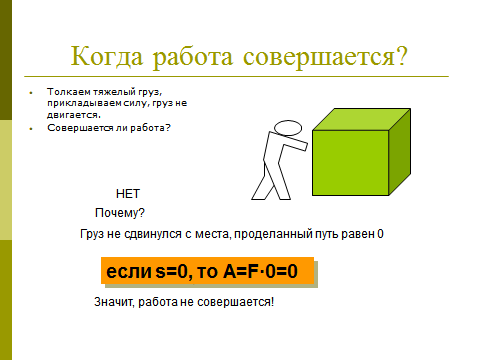 Когда работа совершается?
Толкаем тяжелый груз,
прикладываем силу, груз не
двигается.
Совершается ли работа?
НЕТ
Почему?
Груз не сдвинулся с места, проделанный путь равен 0
если s=0, то A=F·0=0
Значит, работа не совершается!